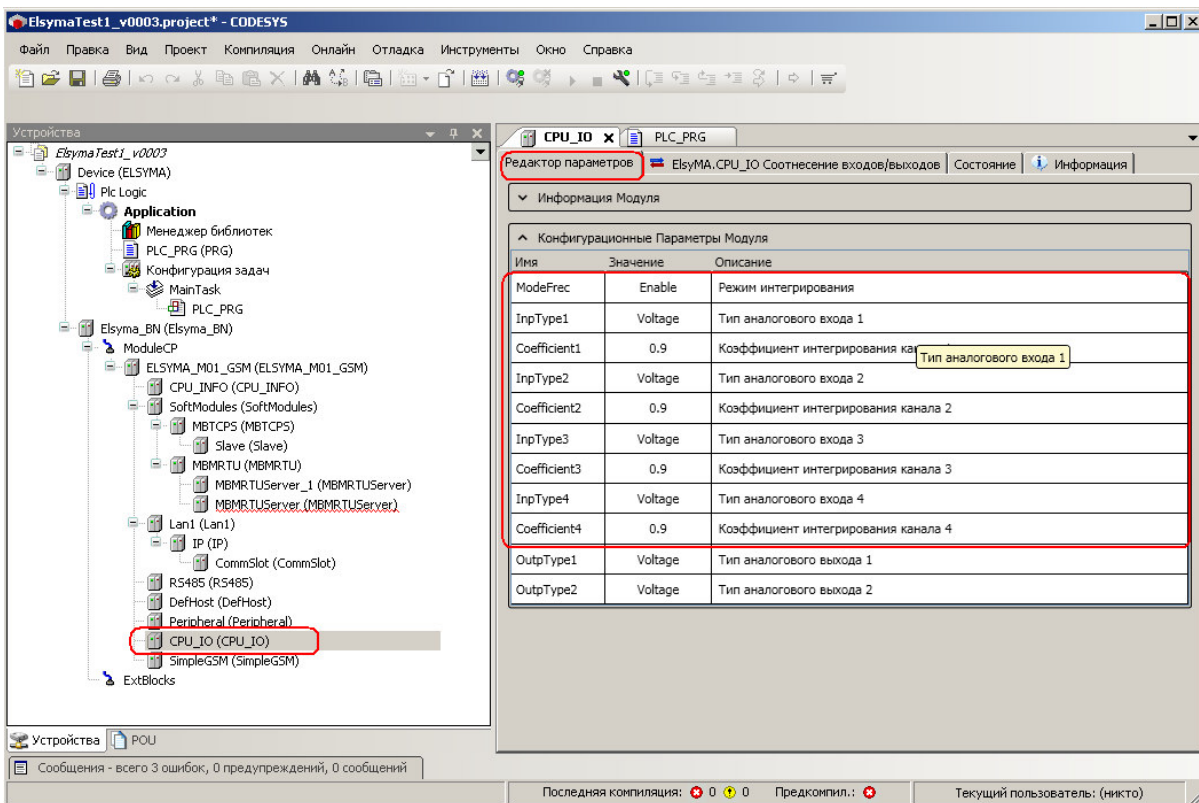 ElsymaTest1_v0003.project* - CODESYS
Файл Правка Вид Проект Компиляция Онлайн Отладка Инструменты Окно Справка
Устройства
ElsymaTest1_v0003
Device (ELSYMA)
Plc Logic
Application
Менеджер библиотек
PLC_PRG (PRG)
Конфигурация задач
MainTask
PLC_PRG
Elsyma_BN (Elsyma_BN)
ModuleCP
ELSYMA_M01_GSM (ELSYMA_M01_GSM)
CPU_INFO (CPU_INFO)
SoftModules (SoftModules)
MBTCPS (MBTCPS)
Slave (Slave)
MBMRTU (MBMRTU)
MBMRTUServer_1 (MBMRTUServer)
MBMRTUServer (MBMRTUServer)
Lan1 (Lan1)
IP (IP)
CommSlot (CommSlot)
RS485 (RS485)
DefHost (DefHost)
Peripheral (Peripheral)
CPU_IO (CPU_IO)
SimpleGSM (SimpleGSM)
ExtBlocks
Устройства POU
CPU_IO PLC_PRG
Редактор параметров ElsyMA.CPU_IO Соотнесение входов/выходов Состояние Информация
Информация Модуля
Конфигурационные Параметры Модуля
Имя Значение Описание
ModeFrec Enable Режим интегрирования
InpType1 Voltage Тип аналогового входа 1
Coefficient1 0.9 Коэффициент интегрирования
Тип аналогового входа 1
InpType2 Voltage Тип аналогового входа 2
Coefficient2 0.9 Коэффициент интегрирования канала 2
InpType3 Voltage Тип аналогового входа 3
Coefficient3 0.9 Коэффициент интегрирования канала 3
InpType4 Voltage Тип аналогового входа 4
Coefficient4 0.9 Коэффициент интегрирования канала 4
OutpType1 Voltage Тип аналогового выхода 1
OutpType2 Voltage Тип аналогового выхода 2
Сообщения - всего 3 ошибок, 0 предупреждений, 0 сообщений
Последняя компиляция: 0 0 Предкомпил.: Текущий пользователь: (никто)